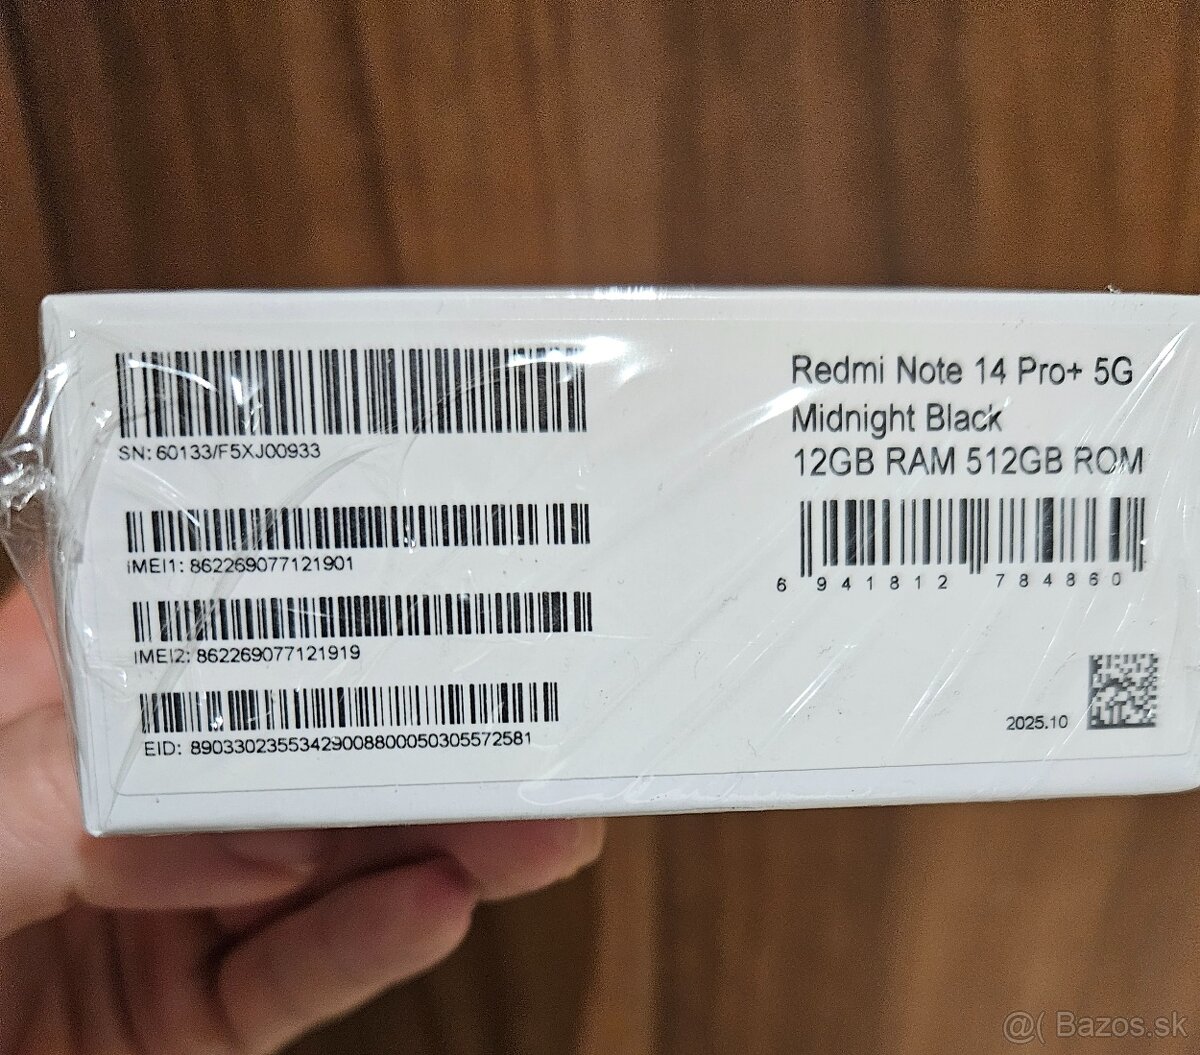 SN: 60133/F5XJ00933
IMEI1: 862269077121901
IMEI2: 862269077121919
EID: 89033023553429008800050305572581
Redmi Note 14 Pro+ 5G
Midnight Black
12GB RAM 512GB ROM
6 941812 784860
2025.10
@( Bazos.sk